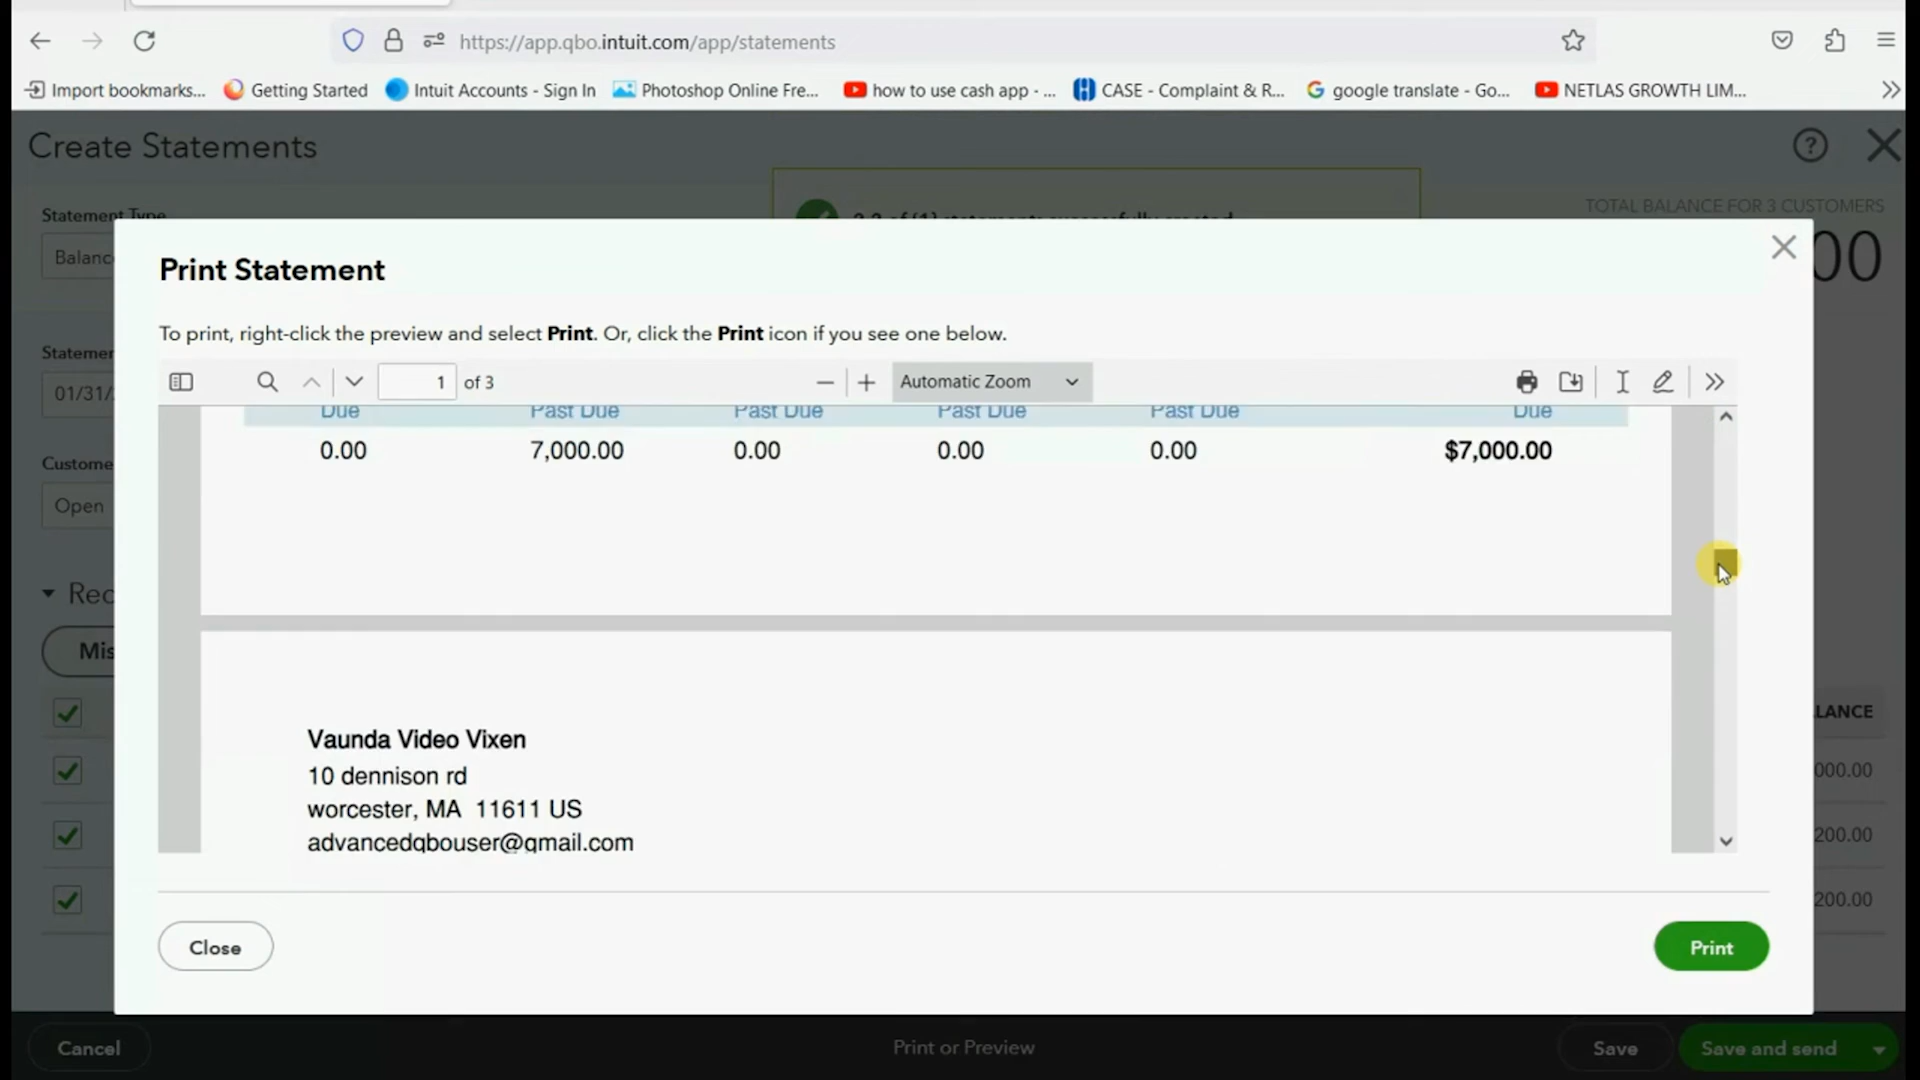 https://app.qbo.intuit.com/app/statements
Import bookmarks...
Getting Started
Intuit Accounts - Sign In
Photoshop Online Fre...
how to use cash app - ...
CASE - Complaint & R...
google translate - Go...
NETLAS GROWTH LIM...
Create Statements
Statement Type
TOTAL BALANCE FOR 3 CUSTOMERS
00
Print Statement
To print, right-click the preview and select Print. Or, click the Print icon if you see one below.
1 of 3
Automatic Zoom
01/31/
Open
Due Past Due Past Due Past Due Past Due Due
0.00 7,000.00 0.00 0.00 0.00 $7,000.00
Vaunda Video Vixen
10 dennison rd
worcester, MA 11611 US
advancedqbouser@gmail.com
LANCE
000.00
200.00
200.00
Close
Print
Cancel
Print or Preview
Save
Save and send